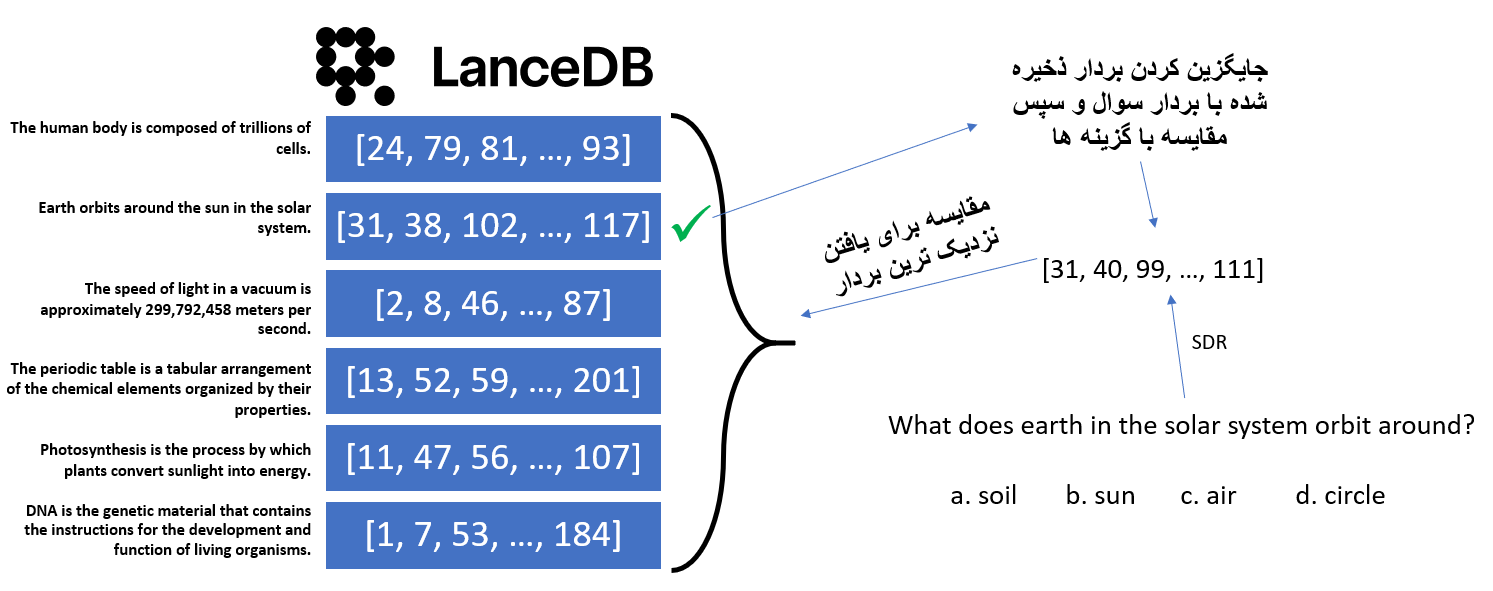 LanceDB
The human body is composed of trillions of
cells.
[24, 79, 81, ..., 93]
Earth orbits around the sun in the solar
system.
[31, 38, 102, ..., 117]
The speed of light in a vacuum is
approximately 299,792,458 meters per
second.
[2, 8, 46, ..., 87]
The periodic table is a tabular arrangement
of the chemical elements organized by their
properties.
[13, 52, 59, ..., 201]
Photosynthesis is the process by which
plants convert sunlight into energy.
[11, 47, 56, ..., 107]
DNA is the genetic material that contains
the instructions for the development and
function of living organisms.
[1, 7, 53, ..., 184]
مقایسه برای یافتن
نزدیک ترین بردار
جایگزین کردن بردار ذخیره
شده با بردار سوال و سپس
مقایسه با گزینه ها
[31, 40, 99, ..., 111]
SDR
What does earth in the solar system orbit around?
a. soil b. sun c. air d. circle